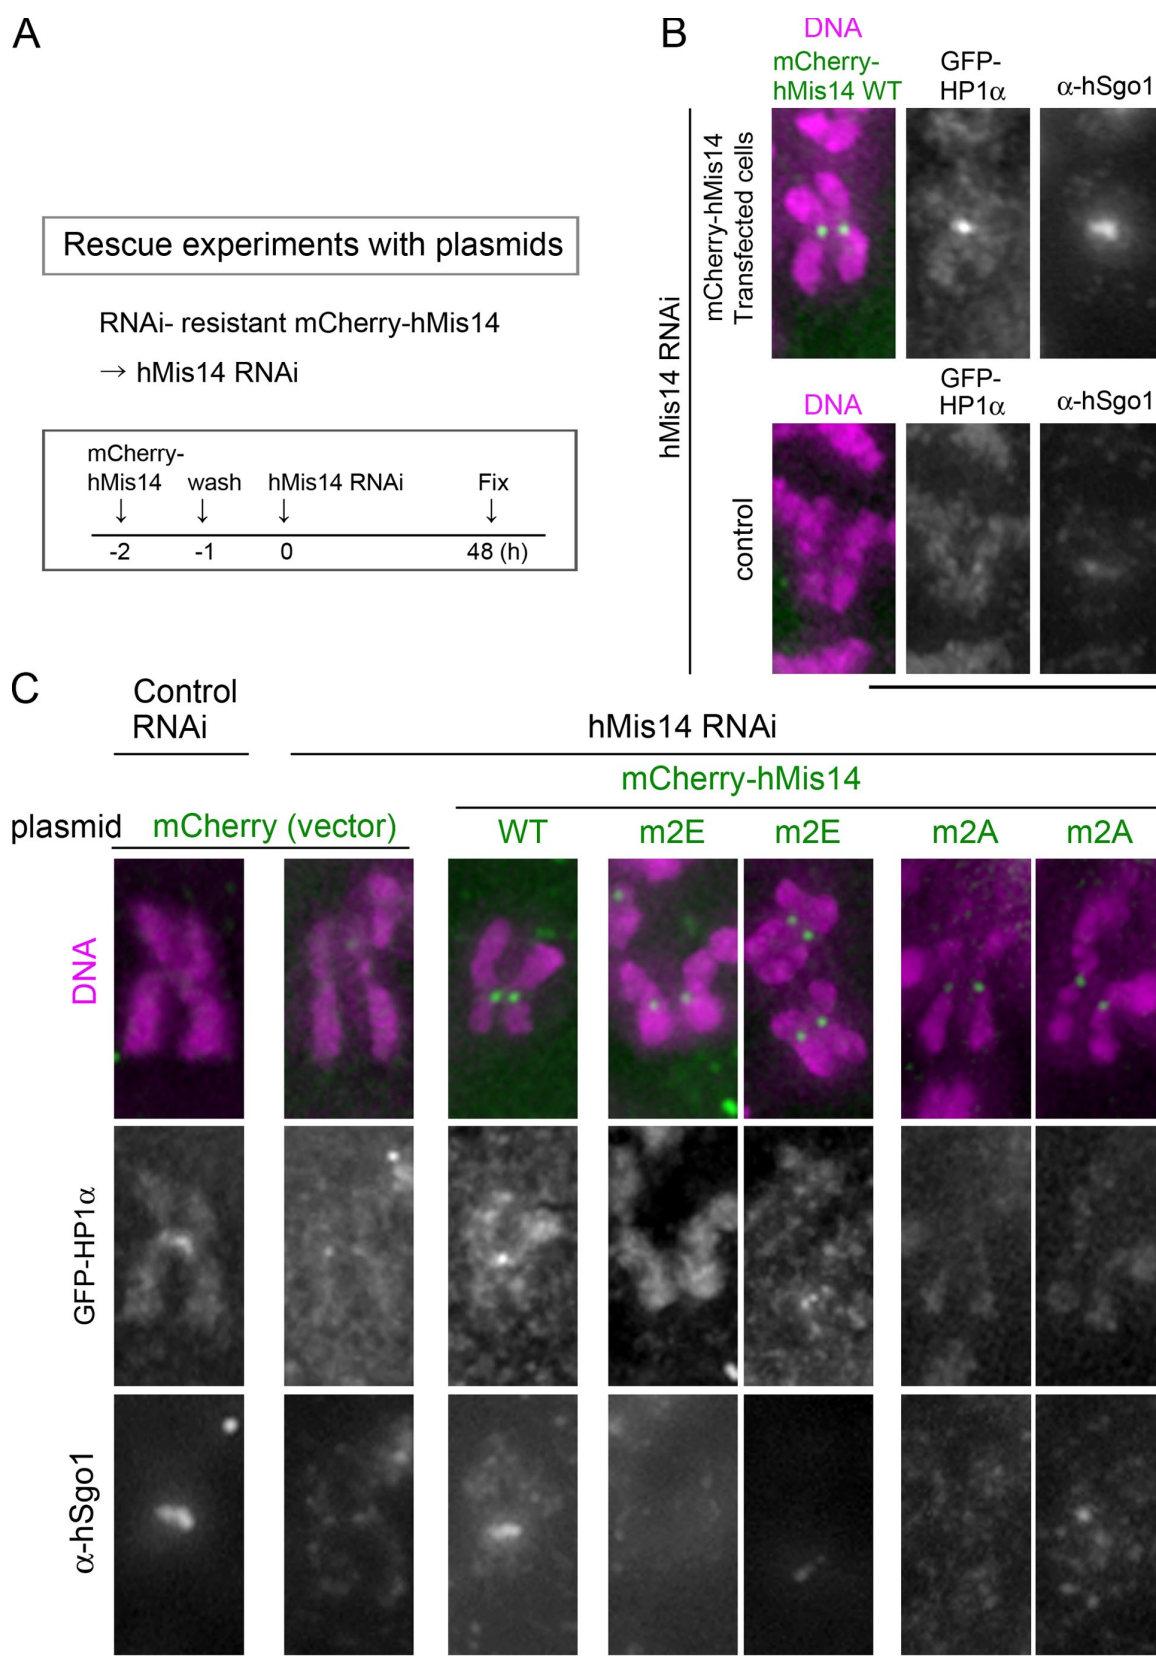 A
Rescue experiments with plasmids
RNAi- resistant mCherry-hMis14
→ hMis14 RNAi
mCherry-
hMis14 wash hMis14 RNAi Fix
↓ ↓ ↓ ↓
-2 -1 0 48 (h)
B
DNA
mCherry-
hMis14 WT
GFP-
HP1α
α-hSgo1
hMis14 RNAi
mCherry-hMis14
Transfected cells
DNA
GFP-
HP1α
α-hSgo1
control
C
Control
RNAi
hMis14 RNAi
mCherry-hMis14
plasmid mCherry (vector) WT m2E m2E m2A m2A
DNA
GFP-HP1α
α-hSgo1